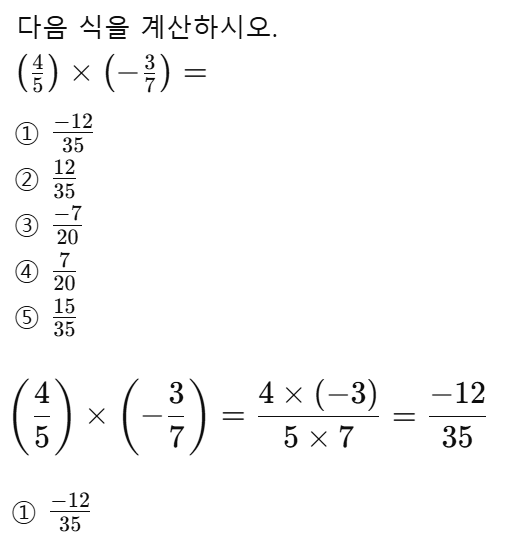 다음 식을 계산하시오.
(4/5) × (−3/7) =
① −12/35
② 12/35
③ −7/20
④ 7/20
⑤ 15/35
(4/5) × (−3/7) = 4 × (−3)/5 × 7 = −12/35
① −12/35